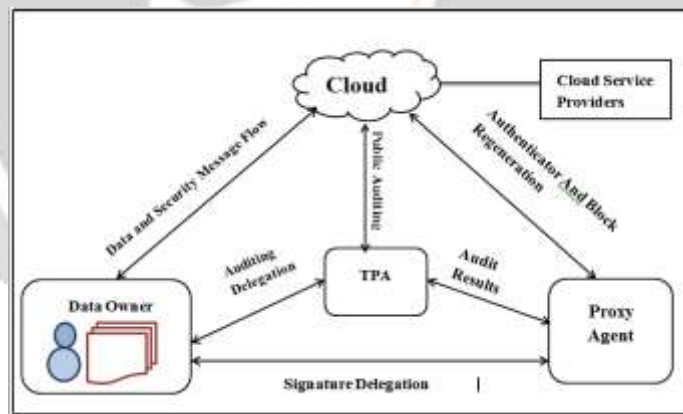 Cloud
Cloud Service
Providers
Data and Security Message Flow
Public Auditing
Authenticator And Block
Regeneration
Auditing
Delegation
TPA
Audit
Results
Data Owner
Proxy
Agent
Signature Delegation